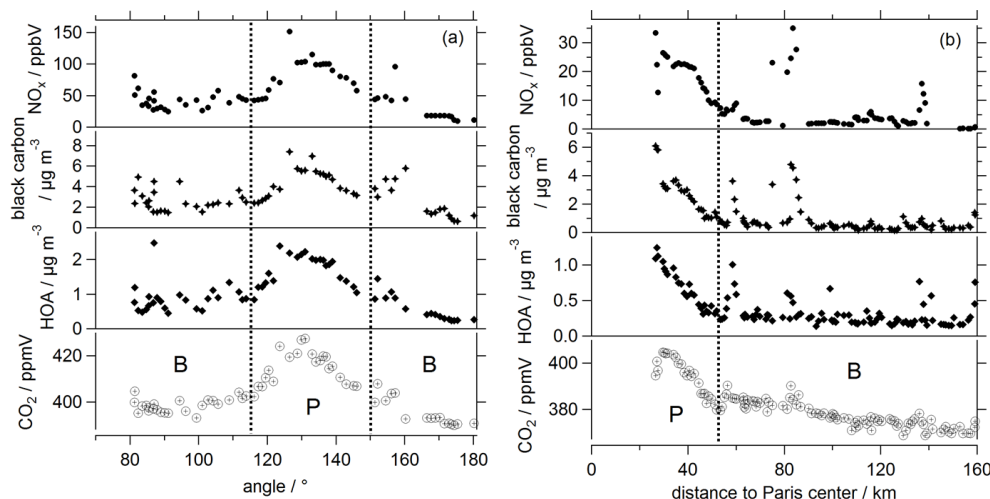 (a)
NOx / ppbV
150
100
50
0
black carbon
/ µg m-3
8
6
4
2
0
HOA / µg m-3
2
1
0
CO2 / ppmV
420
400
B
P
B
80
100
120
140
160
180
angle / °
(b)
NOx / ppbV
30
20
10
0
black carbon
/ µg m-3
6
4
2
0
HOA / µg m-3
1.0
0.5
0.0
CO2 / ppmV
400
380
P
B
0
40
80
120
160
distance to Paris center / km